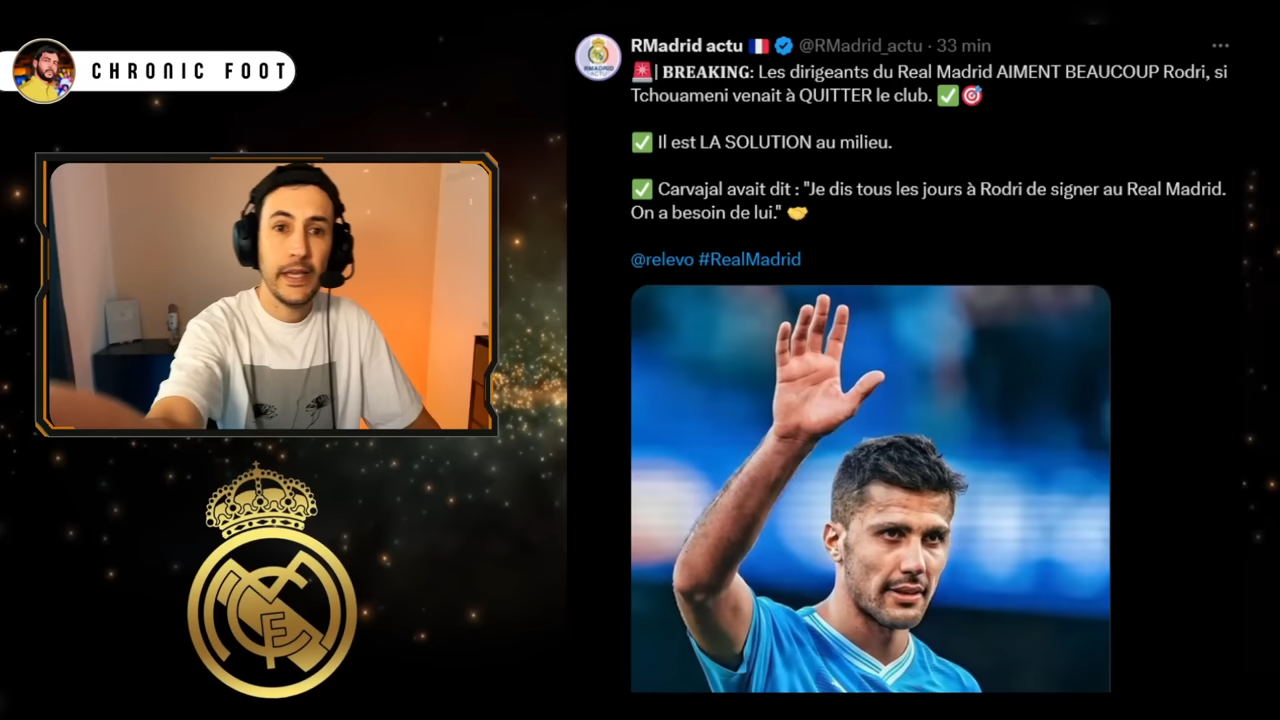 CHRONIC FOOT
RMadrid actu 🇫🇷 @RMadrid_actu · 33 min
🚨| BREAKING: Les dirigeants du Real Madrid AIMENT BEAUCOUP Rodri, si
Tchouameni venait à QUITTER le club. ✅🎯
✅ Il est LA SOLUTION au milieu.
✅ Carvajal avait dit : "Je dis tous les jours à Rodri de signer au Real Madrid.
On a besoin de lui." 🤝
@relevo #RealMadrid
RMADRID
ACTU